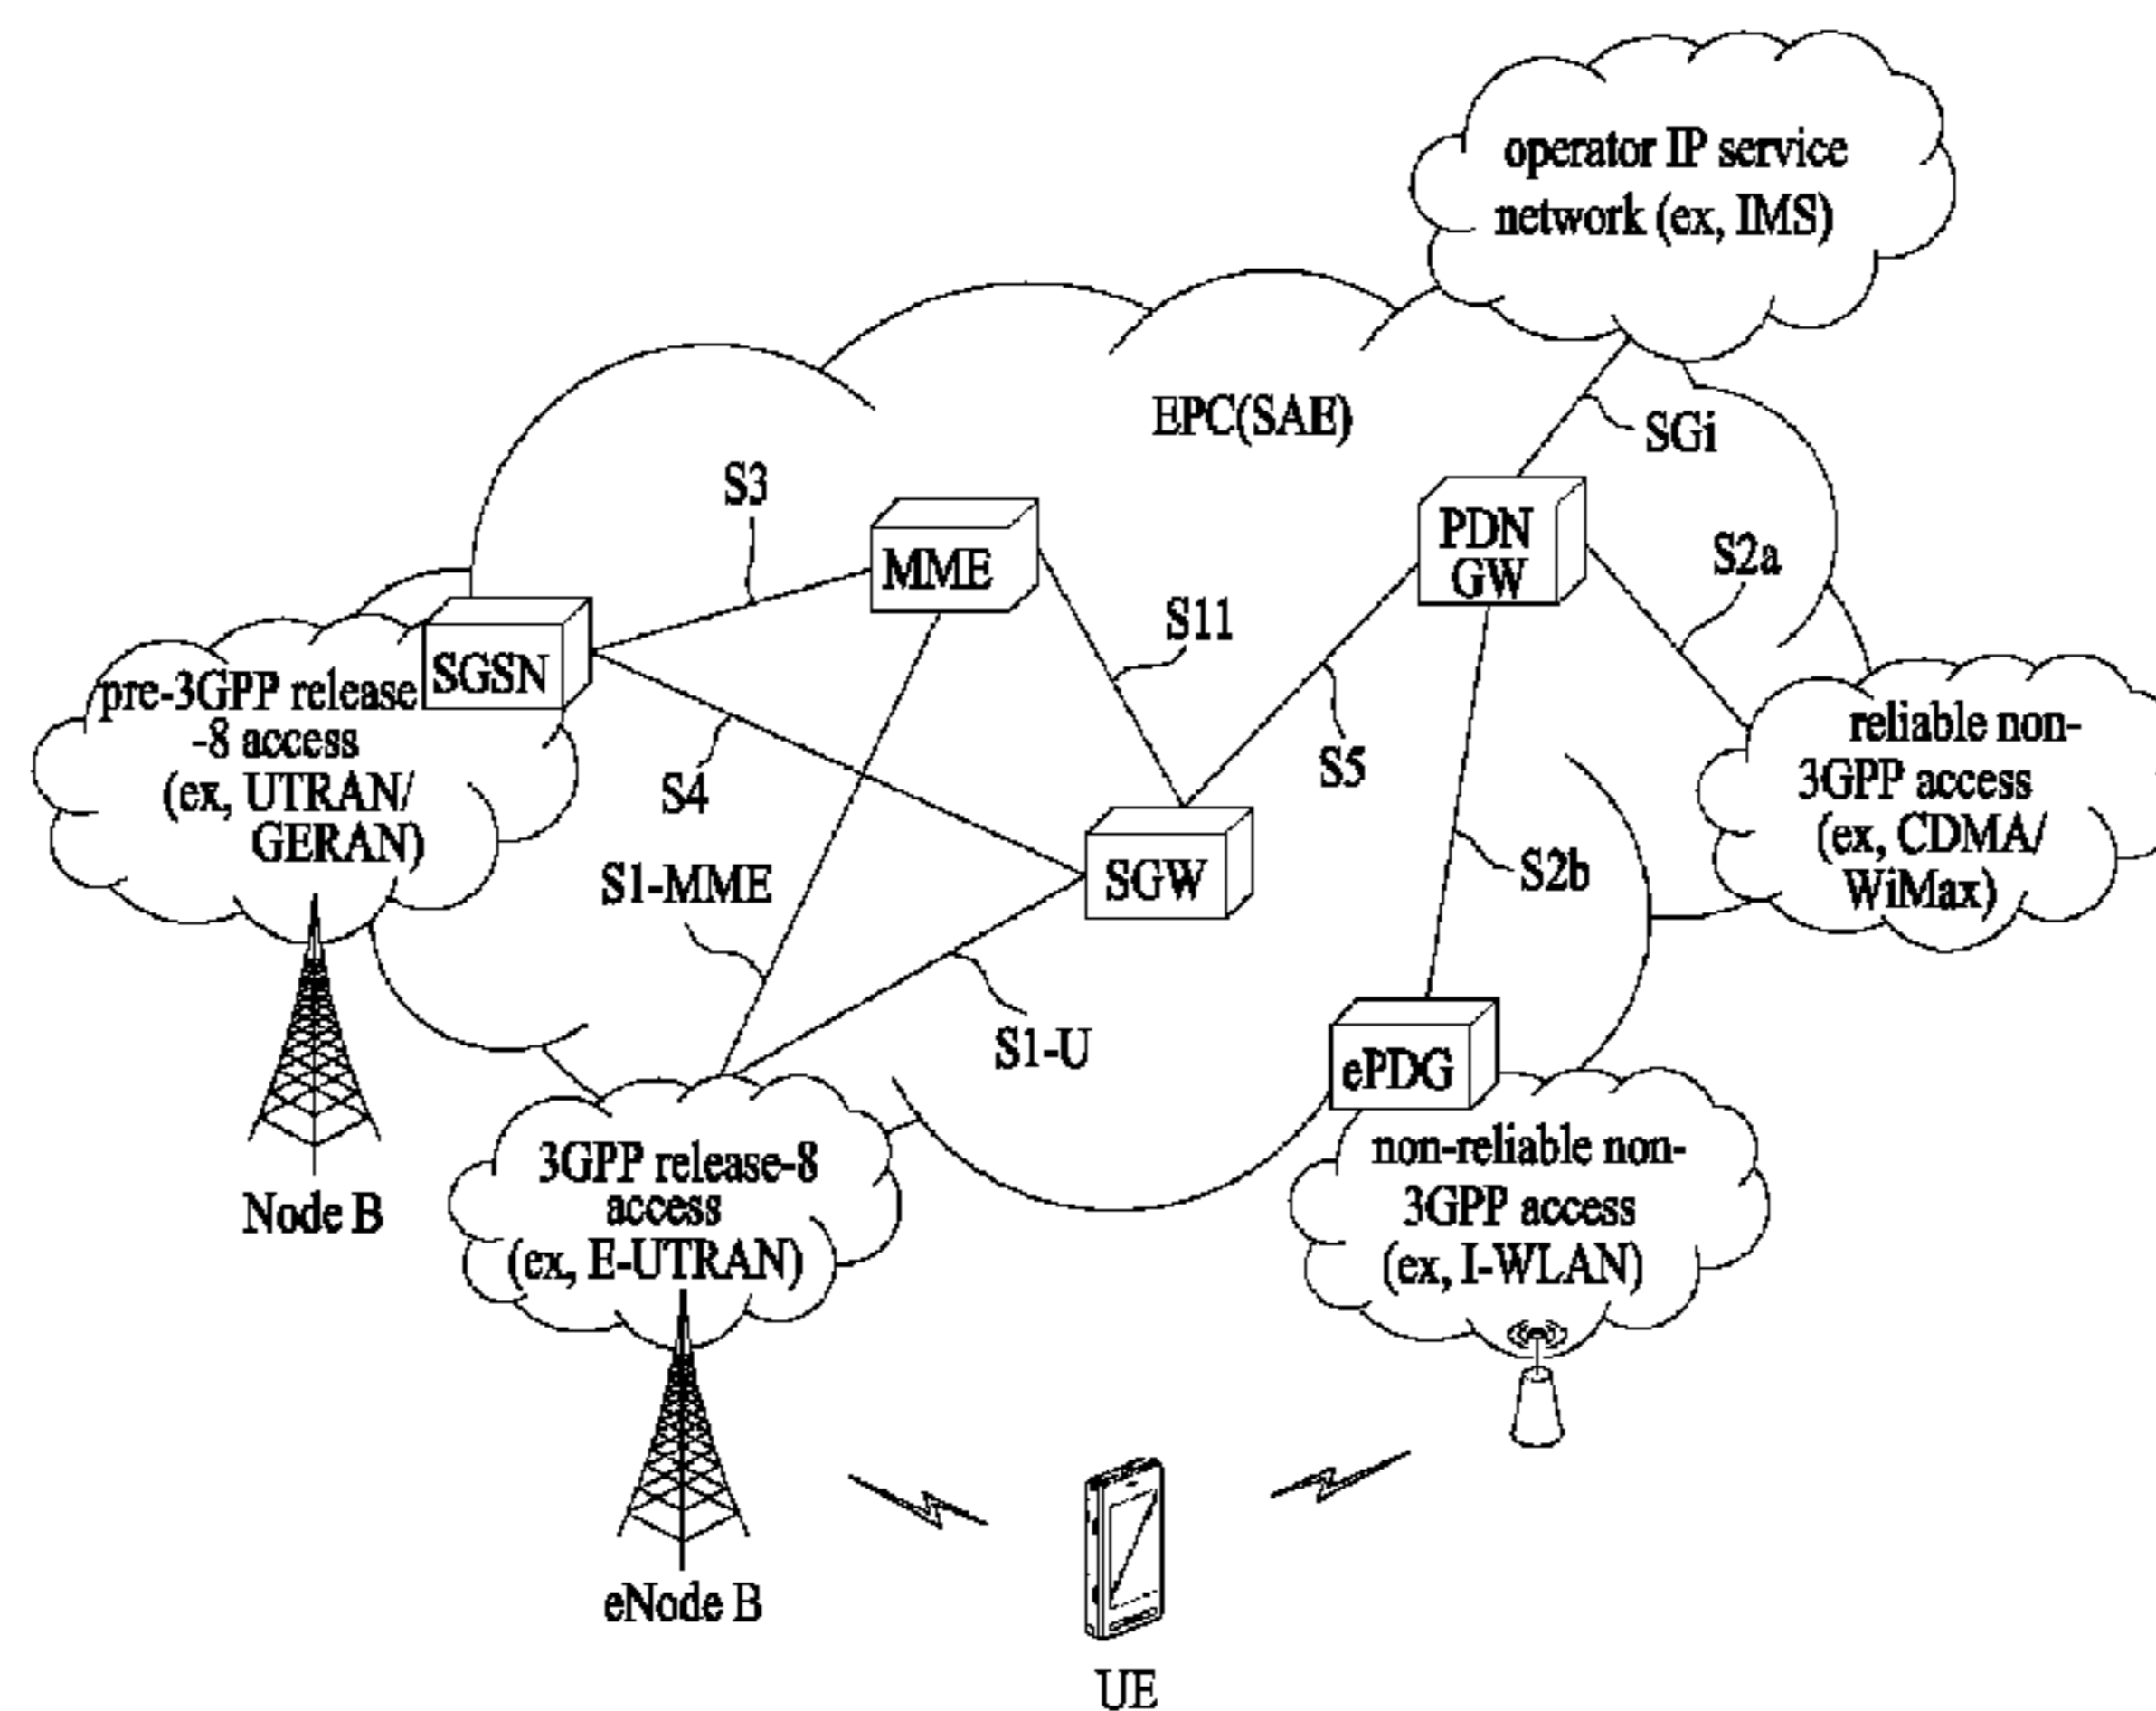 operator IP service
network (ex, IMS)
EPC(SAE)
SGi
S3
MME
PDN
GW
S2a
S11
SGSN
pre-3GPP release
-8 access
(ex, UTRAN/
GERAN)
S4
S5
reliable non-
3GPP access
(ex, CDMA/
WiMax)
S1-MME
SGW
S2b
S1-U
ePDG
Node B
3GPP release-8
access
(ex, E-UTRAN)
non-reliable non-
3GPP access
(ex, I-WLAN)
eNode B
UE